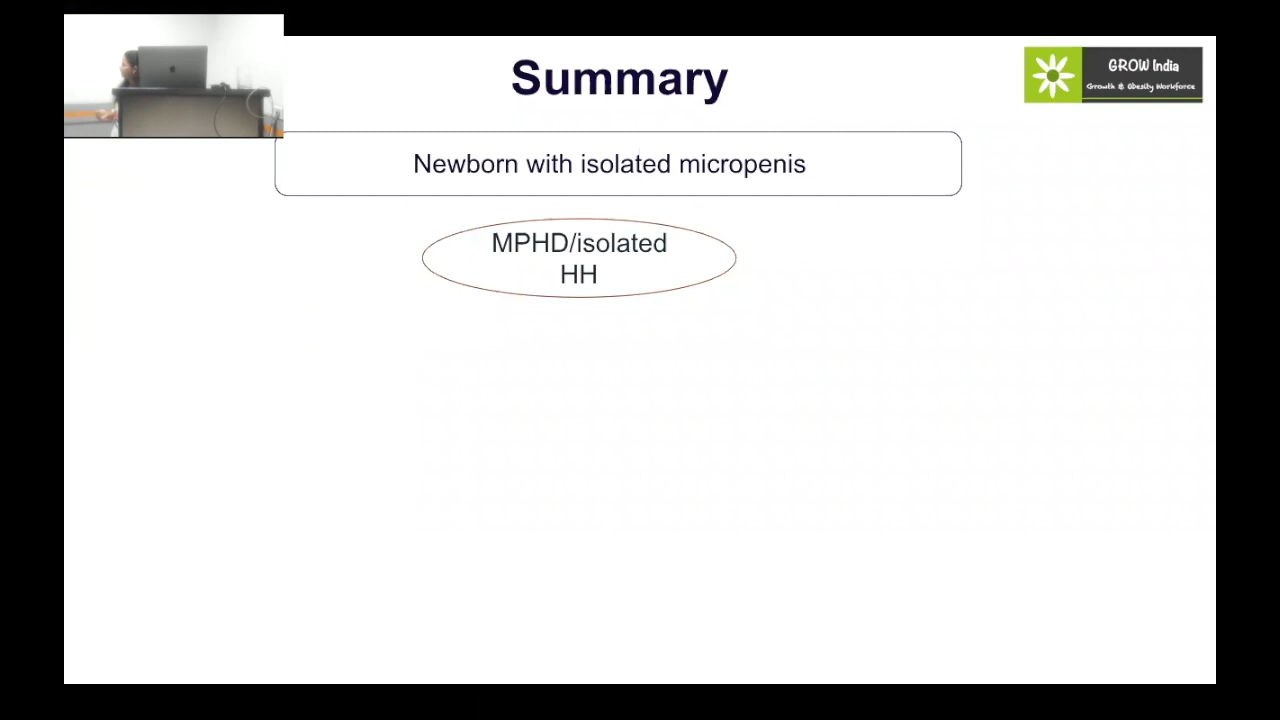 Summary
GROW India
Growth & Obesity Workforce
Newborn with isolated micropenis
MPHD/isolated
HH